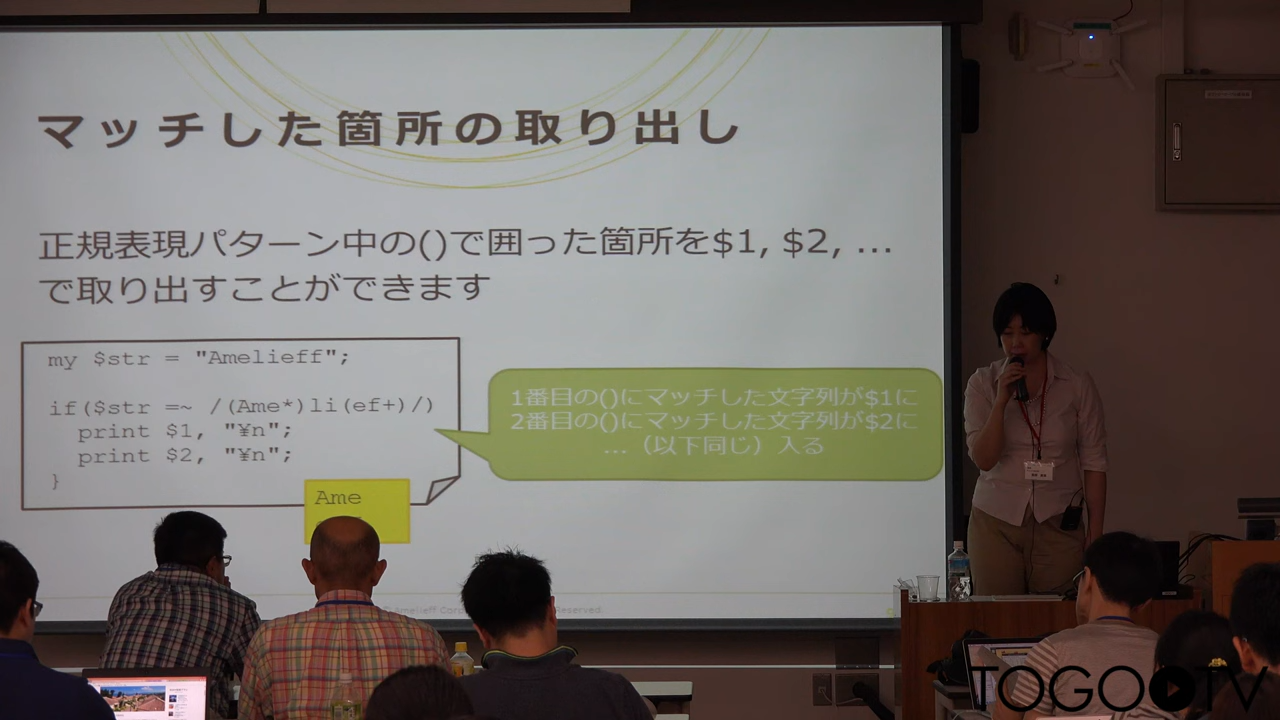 マッチした箇所の取り出し
正規表現パターン中の()で囲った箇所を$1, $2, ...
で取り出すことができます
my $str = "Amelieff";
if($str =~ /(Ame*)li(ef+)/)
print $1, "¥n";
print $2, "¥n";
}
1番目の()にマッチした文字列が$1に
2番目の()にマッチした文字列が$2に
...（以下同じ）入る
Ame
Amelieff
TOGOTV